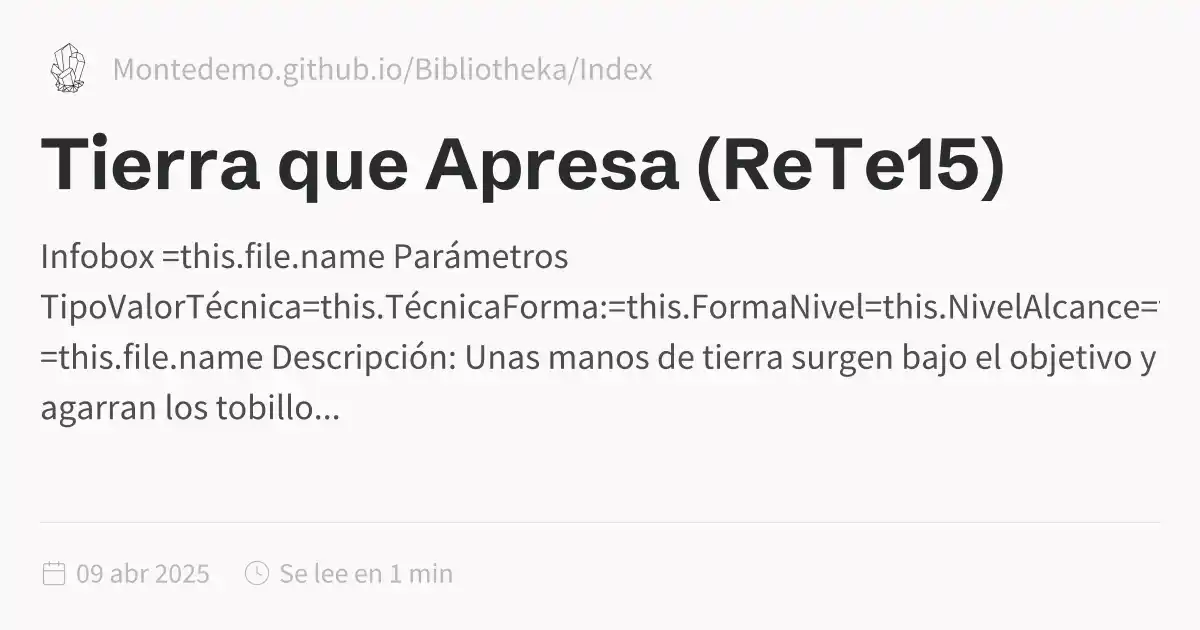 Montedemo.github.io/Bibliotheka/Index
Tierra que Apresa (ReTe15)
Infobox =this.file.name Parámetros
TipoValorTécnica=this.TécnicaForma:=this.FormaNivel=this.NivelAlcance=
=this.file.name Descripción: Unas manos de tierra surgen bajo el objetivo y
agarran los tobillo...
09 abr 2025 Se lee en 1 min